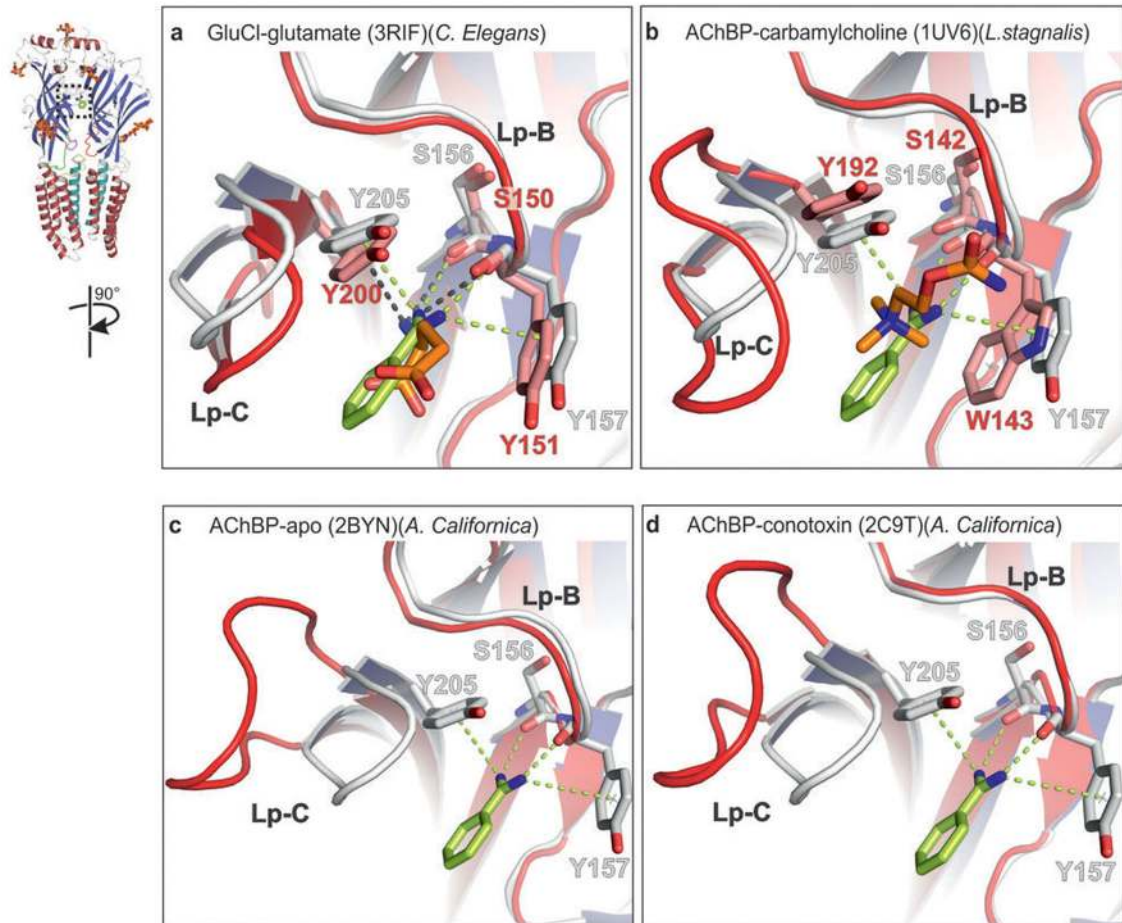 a GluCl-glutamate (3RIF)(C. Elegans)
Lp-B
S156
Y205
S150
Y200
Lp-C
Y157
Y151
90°
b AChBP-carbamylcholine (1UV6)(L.stagnalis)
Lp-B
S142
Y192
S156
Y205
Lp-C
W143
Y157
c AChBP-apo (2BYN)(A. Californica)
Lp-B
S156
Y205
Lp-C
Y157
d AChBP-conotoxin (2C9T)(A. Californica)
Lp-B
S156
Y205
Lp-C
Y157